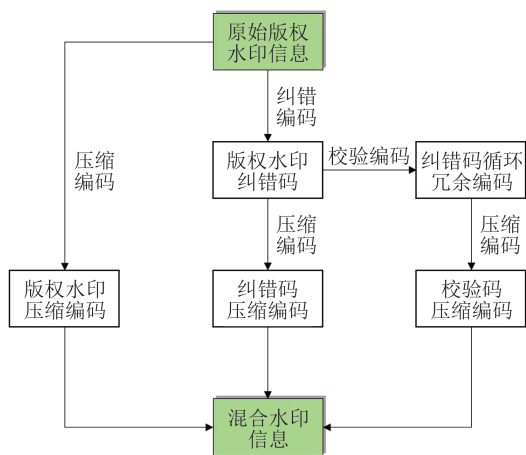 原始版权
水印信息
纠错
编码
压缩
编码
版权水印
纠错码
校验编码
纠错码循环
冗余编码
压缩
编码
压缩
编码
版权水印
压缩编码
纠错码
压缩编码
校验码
压缩编码
混合水印
信息